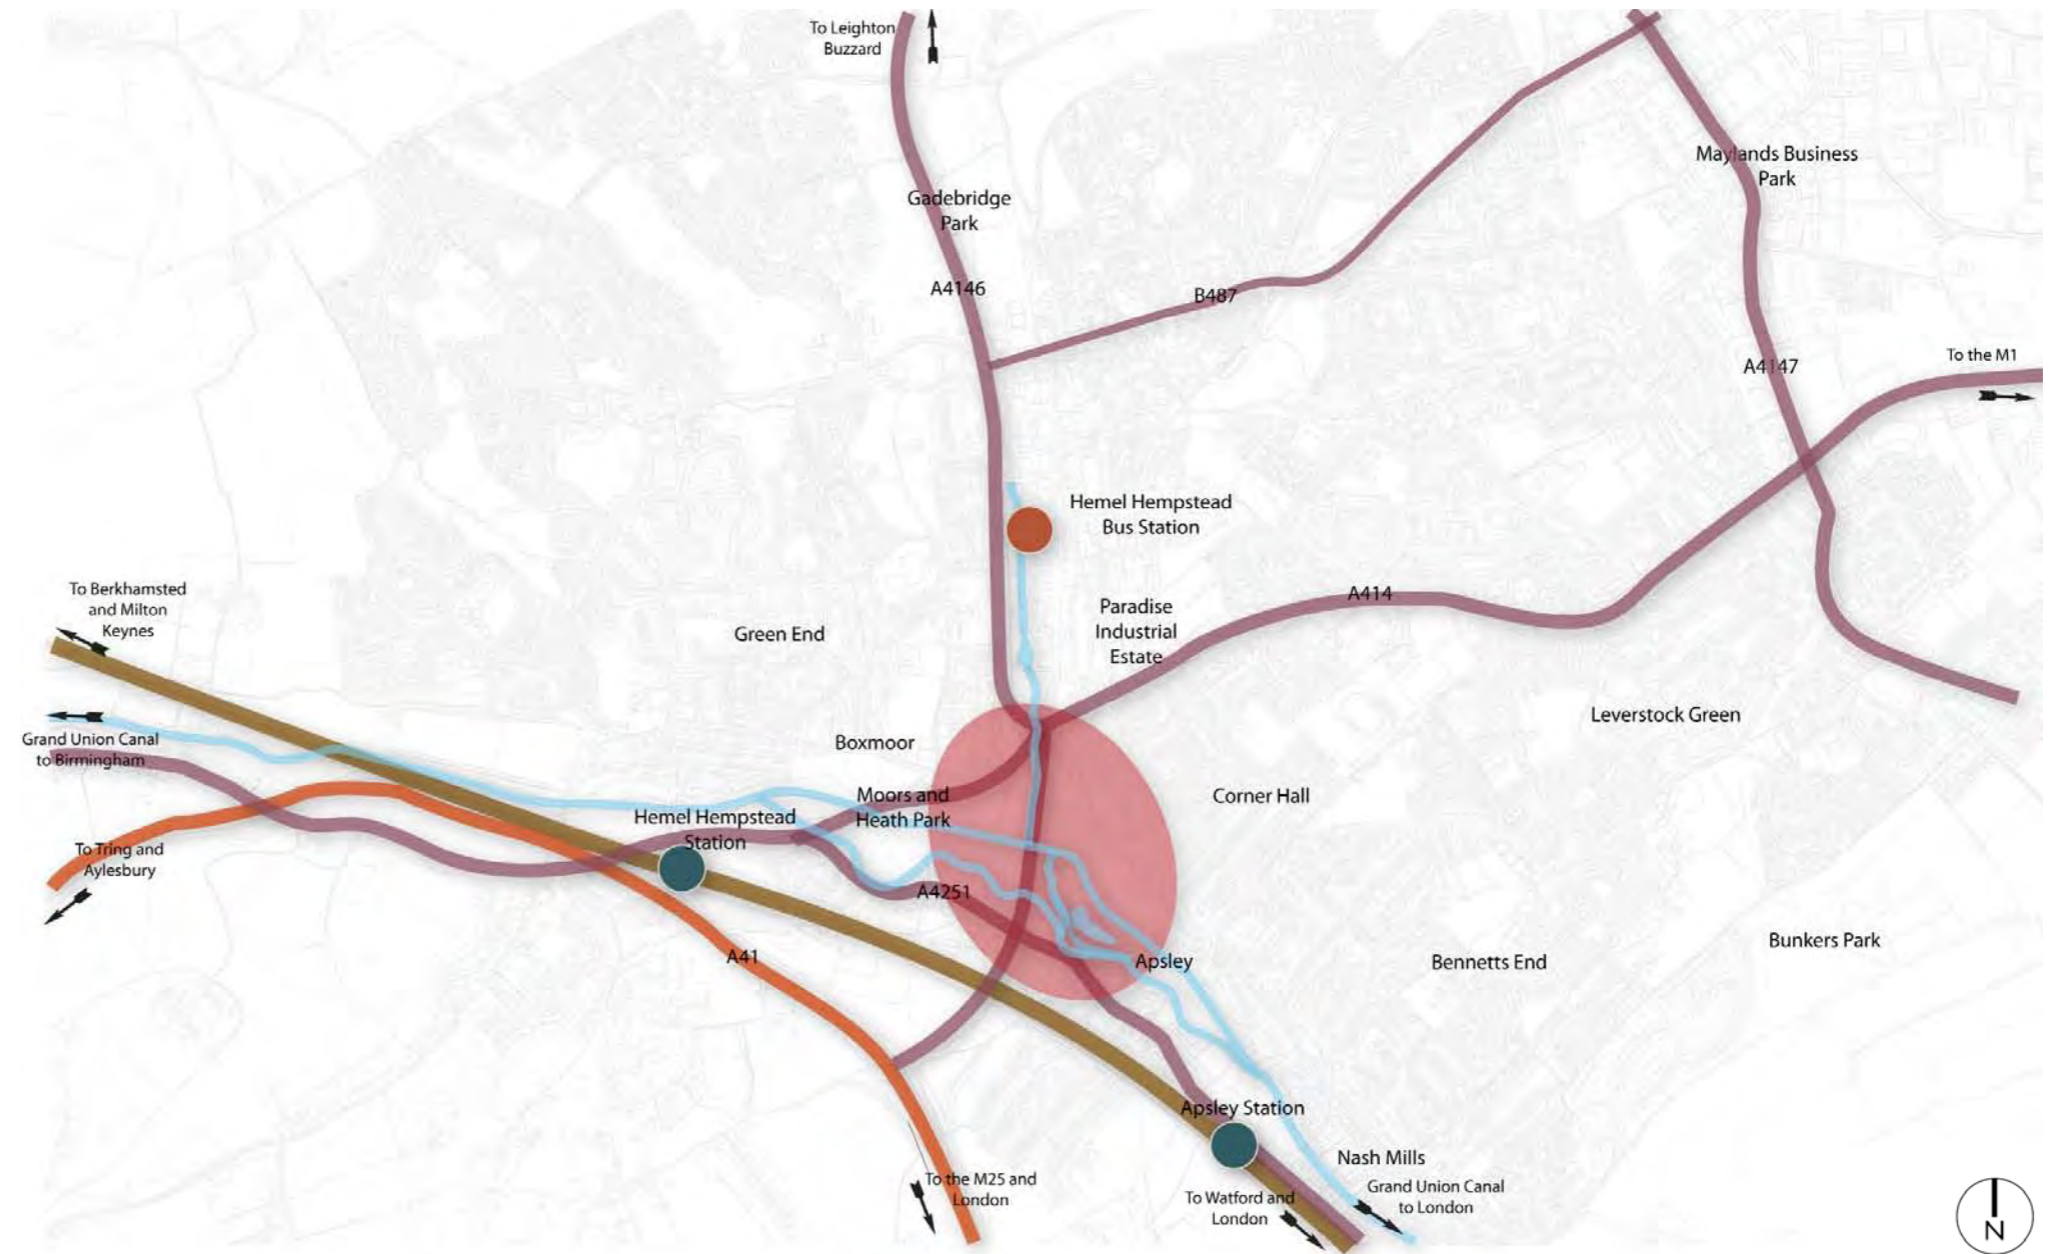 To Leighton
Buzzard
Maylands Business
Park
Gadebridge
Park
A4146
B487
To the M1
A4147
Hemel Hempstead
Bus Station
To Berkhamsted
and Milton
Keynes
Green End
Paradise
Industrial
Estate
A414
Leverstock Green
Grand Union Canal
to Birmingham
Boxmoor
Moors and
Heath Park
Corner Hall
Hemel Hempstead
Station
To Tring and
Aylesbury
A4251
A41
Apsley
Bennetts End
Bunkers Park
Apsley Station
Nash Mills
To the M25 and
London
To Watford and
London
Grand Union Canal
to London
N